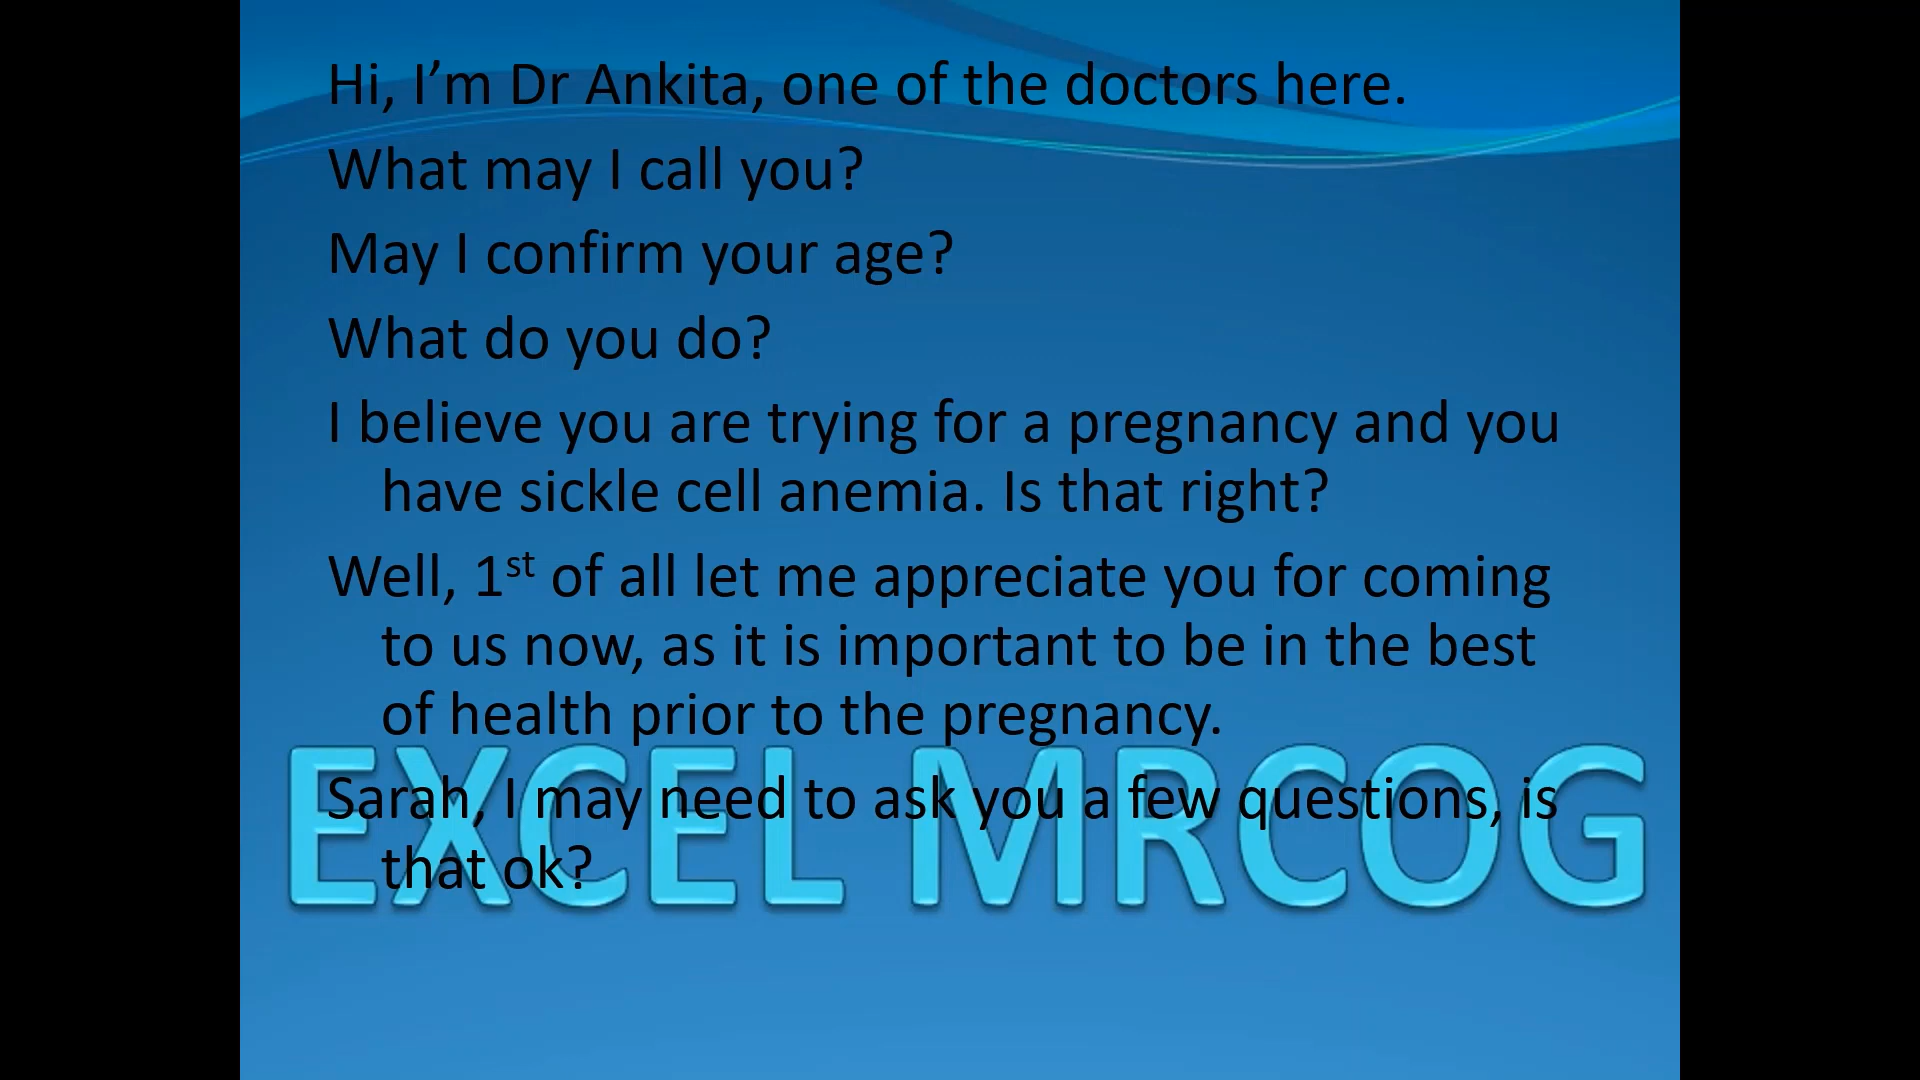 Hi, I’m Dr Ankita, one of the doctors here.
What may I call you?
May I confirm your age?
What do you do?
I believe you are trying for a pregnancy and you
have sickle cell anemia. Is that right?
Well, 1st of all let me appreciate you for coming
to us now, as it is important to be in the best
of health prior to the pregnancy.
Sarah, I may need to ask you a few questions, is
that ok?
EXCEL MRCOG